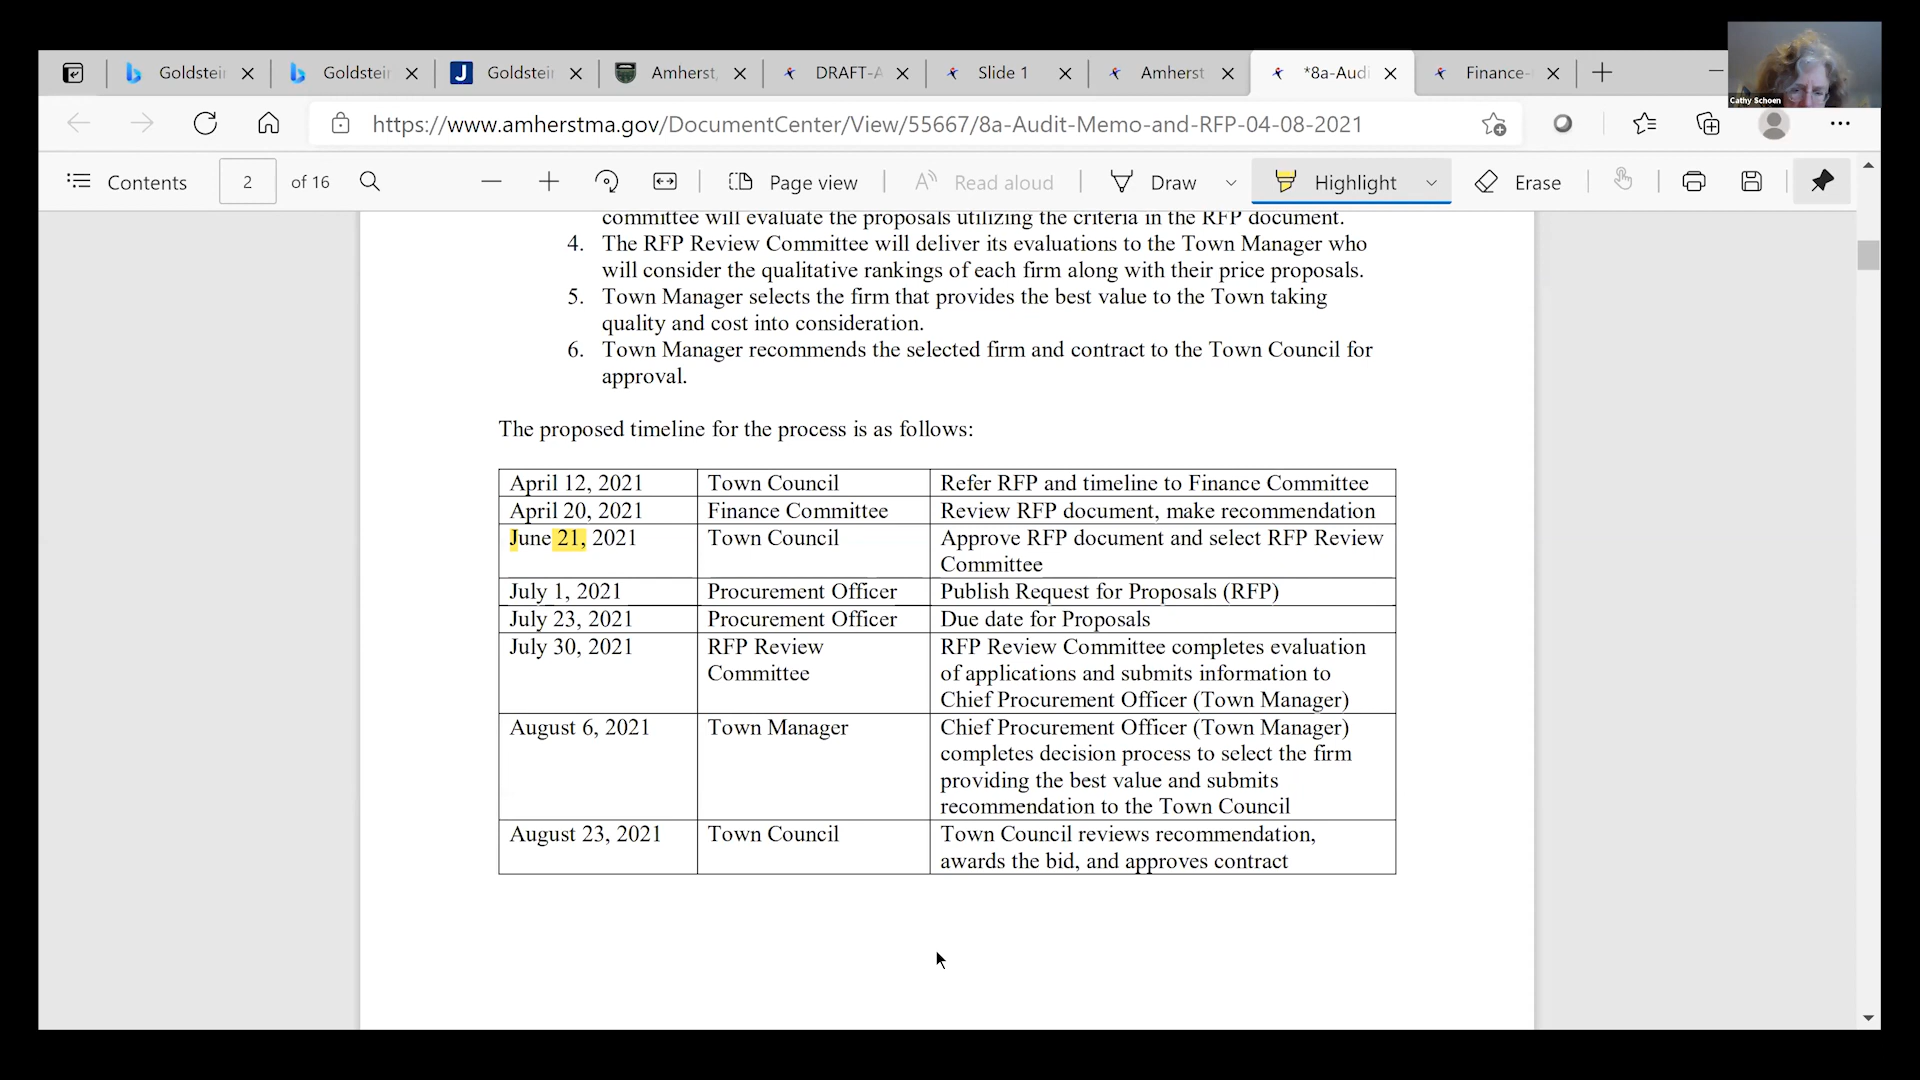 Goldstein
Goldstein
Goldstein
Amherst,
DRAFT-A
Slide 1
Amherst
*8a-Audi
Finance-
Cathy Schoen
https://www.amherstma.gov/DocumentCenter/View/55667/8a-Audit-Memo-and-RFP-04-08-2021
Contents
2
of 16
Page view
Read aloud
Draw
Highlight
Erase
committee will evaluate the proposals utilizing the criteria in the RFP document.
4. The RFP Review Committee will deliver its evaluations to the Town Manager who
will consider the qualitative rankings of each firm along with their price proposals.
5. Town Manager selects the firm that provides the best value to the Town taking
quality and cost into consideration.
6. Town Manager recommends the selected firm and contract to the Town Council for
approval.
The proposed timeline for the process is as follows:
April 12, 2021 Town Council Refer RFP and timeline to Finance Committee
April 20, 2021 Finance Committee Review RFP document, make recommendation
June 21, 2021 Town Council Approve RFP document and select RFP Review
Committee
July 1, 2021 Procurement Officer Publish Request for Proposals (RFP)
July 23, 2021 Procurement Officer Due date for Proposals
July 30, 2021 RFP Review RFP Review Committee completes evaluation
Committee of applications and submits information to
Chief Procurement Officer (Town Manager)
August 6, 2021 Town Manager Chief Procurement Officer (Town Manager)
completes decision process to select the firm
providing the best value and submits
recommendation to the Town Council
August 23, 2021 Town Council Town Council reviews recommendation,
awards the bid, and approves contract